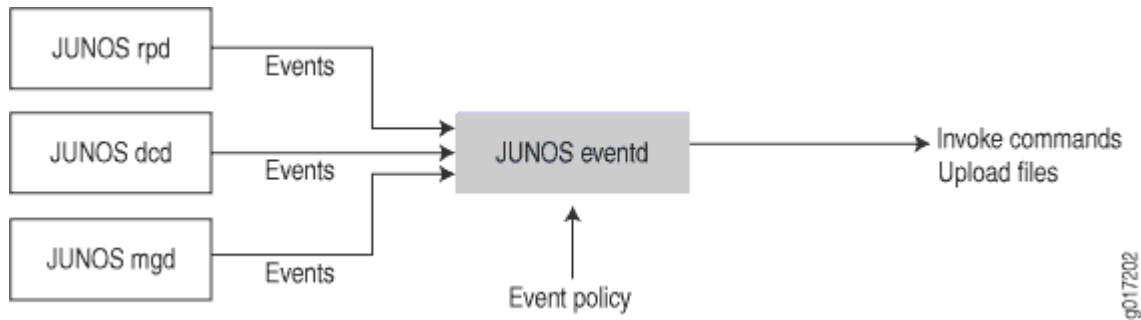 JUNOS rpd
Events
JUNOS dcd
Events
JUNOS eventd
Invoke commands
Upload files
JUNOS mgd
Events
Event policy
g017202